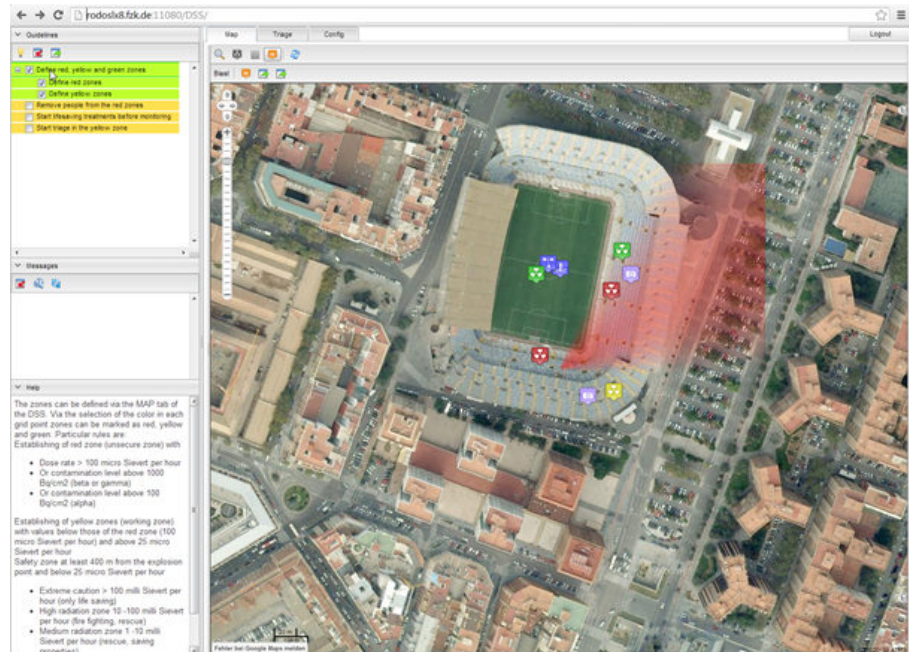 rodoslx8.fzk.de:11080/DSS/
Guidelines
Map
Triage
Config
Logout
Define red, yellow and green zones
Define red zones
Define yellow zones
Remove people from the red zones
Start lifesaving treatments before monitoring
Start triage in the yellow zone
Messages
Help
The zones can be defined via the MAP tab of
the DSS. Via the selection of the color in each
grid point zones can be marked as red, yellow
and green. Particular rules are:
Establishing of red zone (unsecure zone) with
Dose rate > 100 micro Sievert per hour
Or contamination level above 1000
Bq/cm2 (beta or gamma)
Or contamination level above 100
Bq/cm2 (alpha)
Establishing of yellow zones (working zone)
with values below those of the red zone (100
micro Sievert per hour) and above 25 micro
Sievert per hour
Safety zone at least 400 m from the explosion
point and below 25 micro Sievert per hour
Extreme caution > 100 milli Sievert
per hour (only life saving)
High radiation zone 10 -100 milli Sievert
per hour (fire fighting, rescue)
Medium radiation zone 1 -10 milli
Sievert per hour (rescue, saving
properties)
Fehler bei Google Maps melden